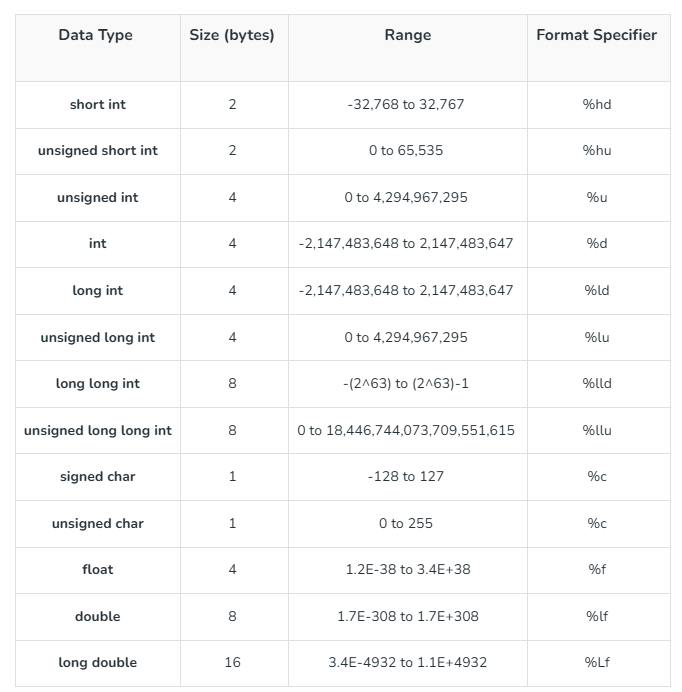 Data Type Size (bytes) Range Format Specifier
short int 2 -32,768 to 32,767 %hd
unsigned short int 2 0 to 65,535 %hu
unsigned int 4 0 to 4,294,967,295 %u
int 4 -2,147,483,648 to 2,147,483,647 %d
long int 4 -2,147,483,648 to 2,147,483,647 %ld
unsigned long int 4 0 to 4,294,967,295 %lu
long long int 8 -(2^63) to (2^63)-1 %lld
unsigned long long int 8 0 to 18,446,744,073,709,551,615 %llu
signed char 1 -128 to 127 %c
unsigned char 1 0 to 255 %c
float 4 1.2E-38 to 3.4E+38 %f
double 8 1.7E-308 to 1.7E+308 %lf
long double 16 3.4E-4932 to 1.1E+4932 %Lf